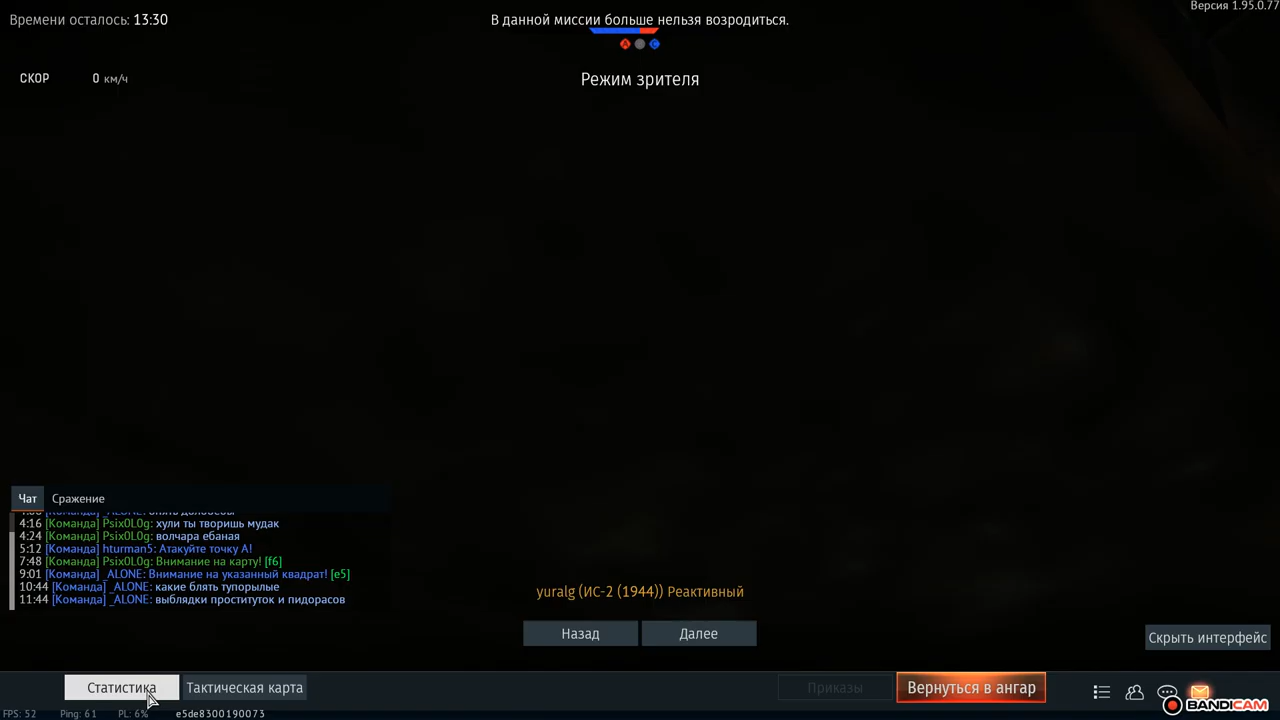 Времени осталось: 13:30
В данной миссии больше нельзя возродиться.
Версия 1.95.0.77
A C
СКОР 0 км/ч
Режим зрителя
Чат Сражение
4:16 [Команда] Psix0L0g: хули ты творишь мудак
4:24 [Команда] Psix0L0g: волчара ебаная
5:12 [Команда] hturman5: Атакуйте точку А!
7:48 [Команда] Psix0L0g: Внимание на карту! [f6]
9:01 [Команда] _ALONE: Внимание на указанный квадрат! [e5]
10:44 [Команда] _ALONE: какие блять тупорылые
11:44 [Команда] _ALONE: выблядки проституток и пидорасов
yuralg (ИС-2 (1944)) Реактивный
Назад Далее
Скрыть интерфейс
Статистика Тактическая карта Приказы Вернуться в ангар
FPS: 52 Ping: 61 PL: 6% e5de8300190073
BANDICAM